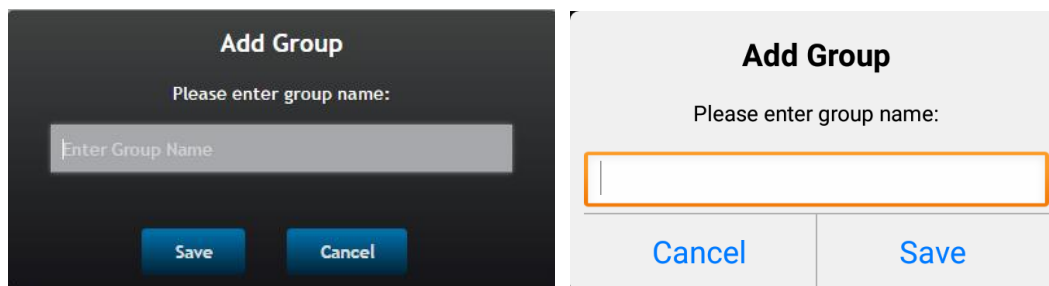 Add Group
Please enter group name:
Enter Group Name
Save Cancel
Add Group
Please enter group name:
Cancel Save